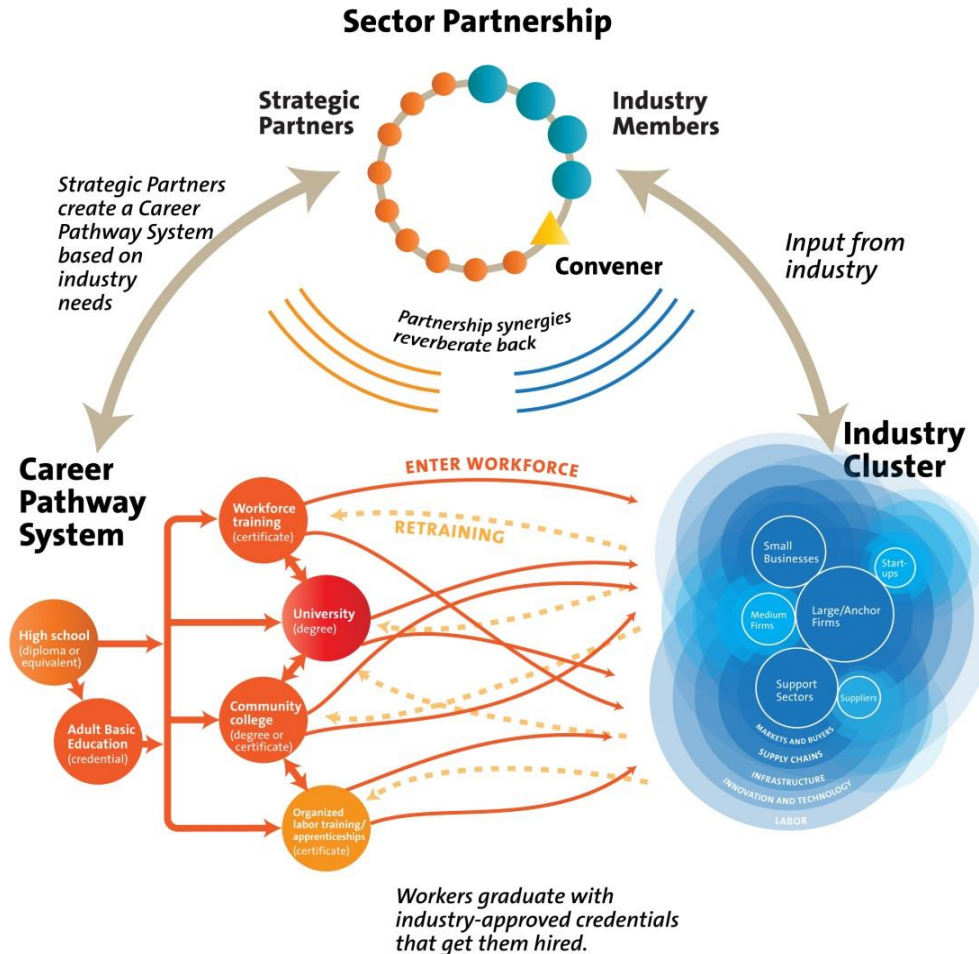 Sector Partnership
Strategic
Partners
Industry
Members
Strategic Partners
create a Career
Pathway System
based on
industry
needs
Input from
industry
Convener
Partnership synergies
reverberate back
Career
Pathway
System
Industry
Cluster
ENTER WORKFORCE
RETRAINING
Workforce
training
(certificate)
University
(degree)
High school
(diploma or
equivalent)
Adult Basic
Education
(credential)
Community
college
(degree or
certificate)
Organized
labor training/
apprenticeships
(certificate)
Small
Businesses
Start-
ups
Medium
Firms
Large/Anchor
Firms
Support
Sectors
Suppliers
MARKETS AND BUYERS
SUPPLY CHAINS
INFRASTRUCTURE
INNOVATION AND TECHNOLOGY
LABOR
Workers graduate with
industry-approved credentials
that get them hired.